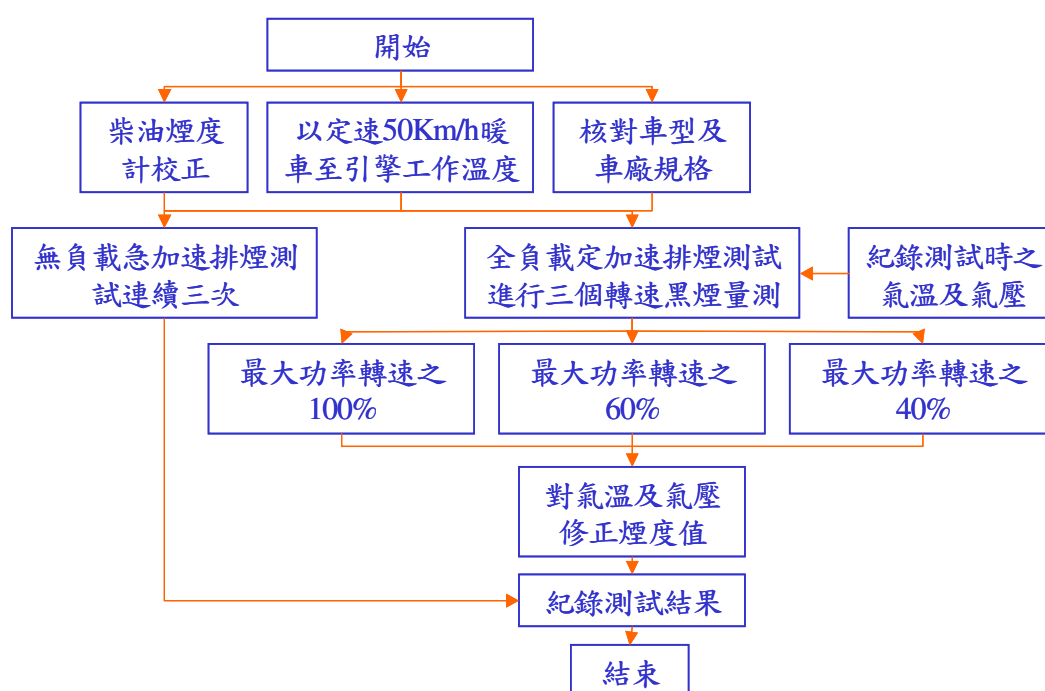 開始
柴油煙度
計校正
以定速50Km/h暖
車至引擎工作溫度
核對車型及
車廠規格
無負載急加速排煙測
試連續三次
全負載定加速排煙測試
進行三個轉速黑煙量測
紀錄測試時之
氣溫及氣壓
最大功率轉速之
100%
最大功率轉速之
60%
最大功率轉速之
40%
對氣溫及氣壓
修正煙度值
紀錄測試結果
結束